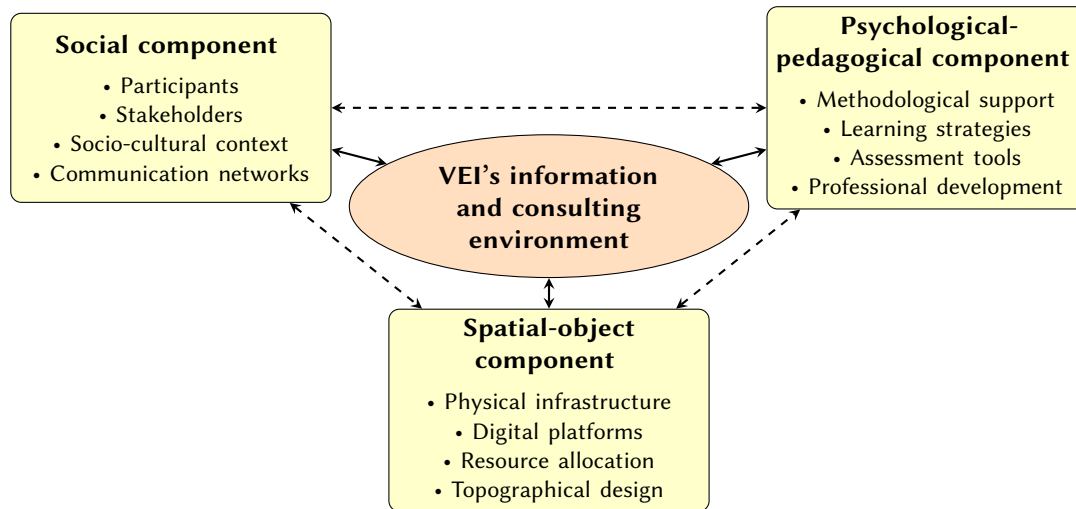 Social component
• Participants
• Stakeholders
• Socio-cultural context
• Communication networks
Psychological-
pedagogical component
• Methodological support
• Learning strategies
• Assessment tools
• Professional development
VEI's information
and consulting
environment
Spatial-object
component
• Physical infrastructure
• Digital platforms
• Resource allocation
• Topographical design